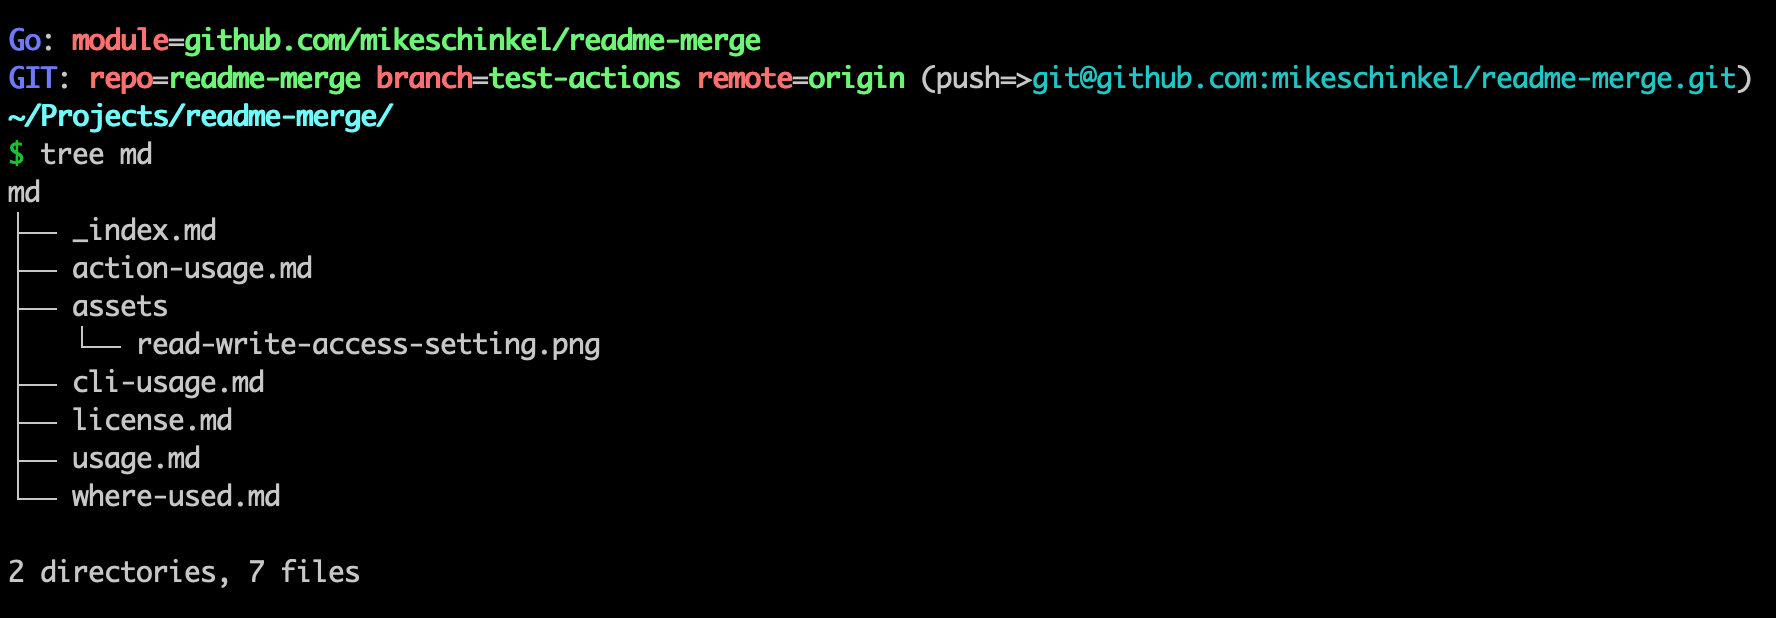 Go: module=github.com/mikeschinkel/readme-merge
GIT: repo=readme-merge branch=test-actions remote=origin (push=>git@github.com:mikeschinkel/readme-merge.git)
~/Projects/readme-merge/
$ tree md
md
├── _index.md
├── action-usage.md
├── assets
│   └── read-write-access-setting.png
├── cli-usage.md
├── license.md
├── usage.md
└── where-used.md

2 directories, 7 files